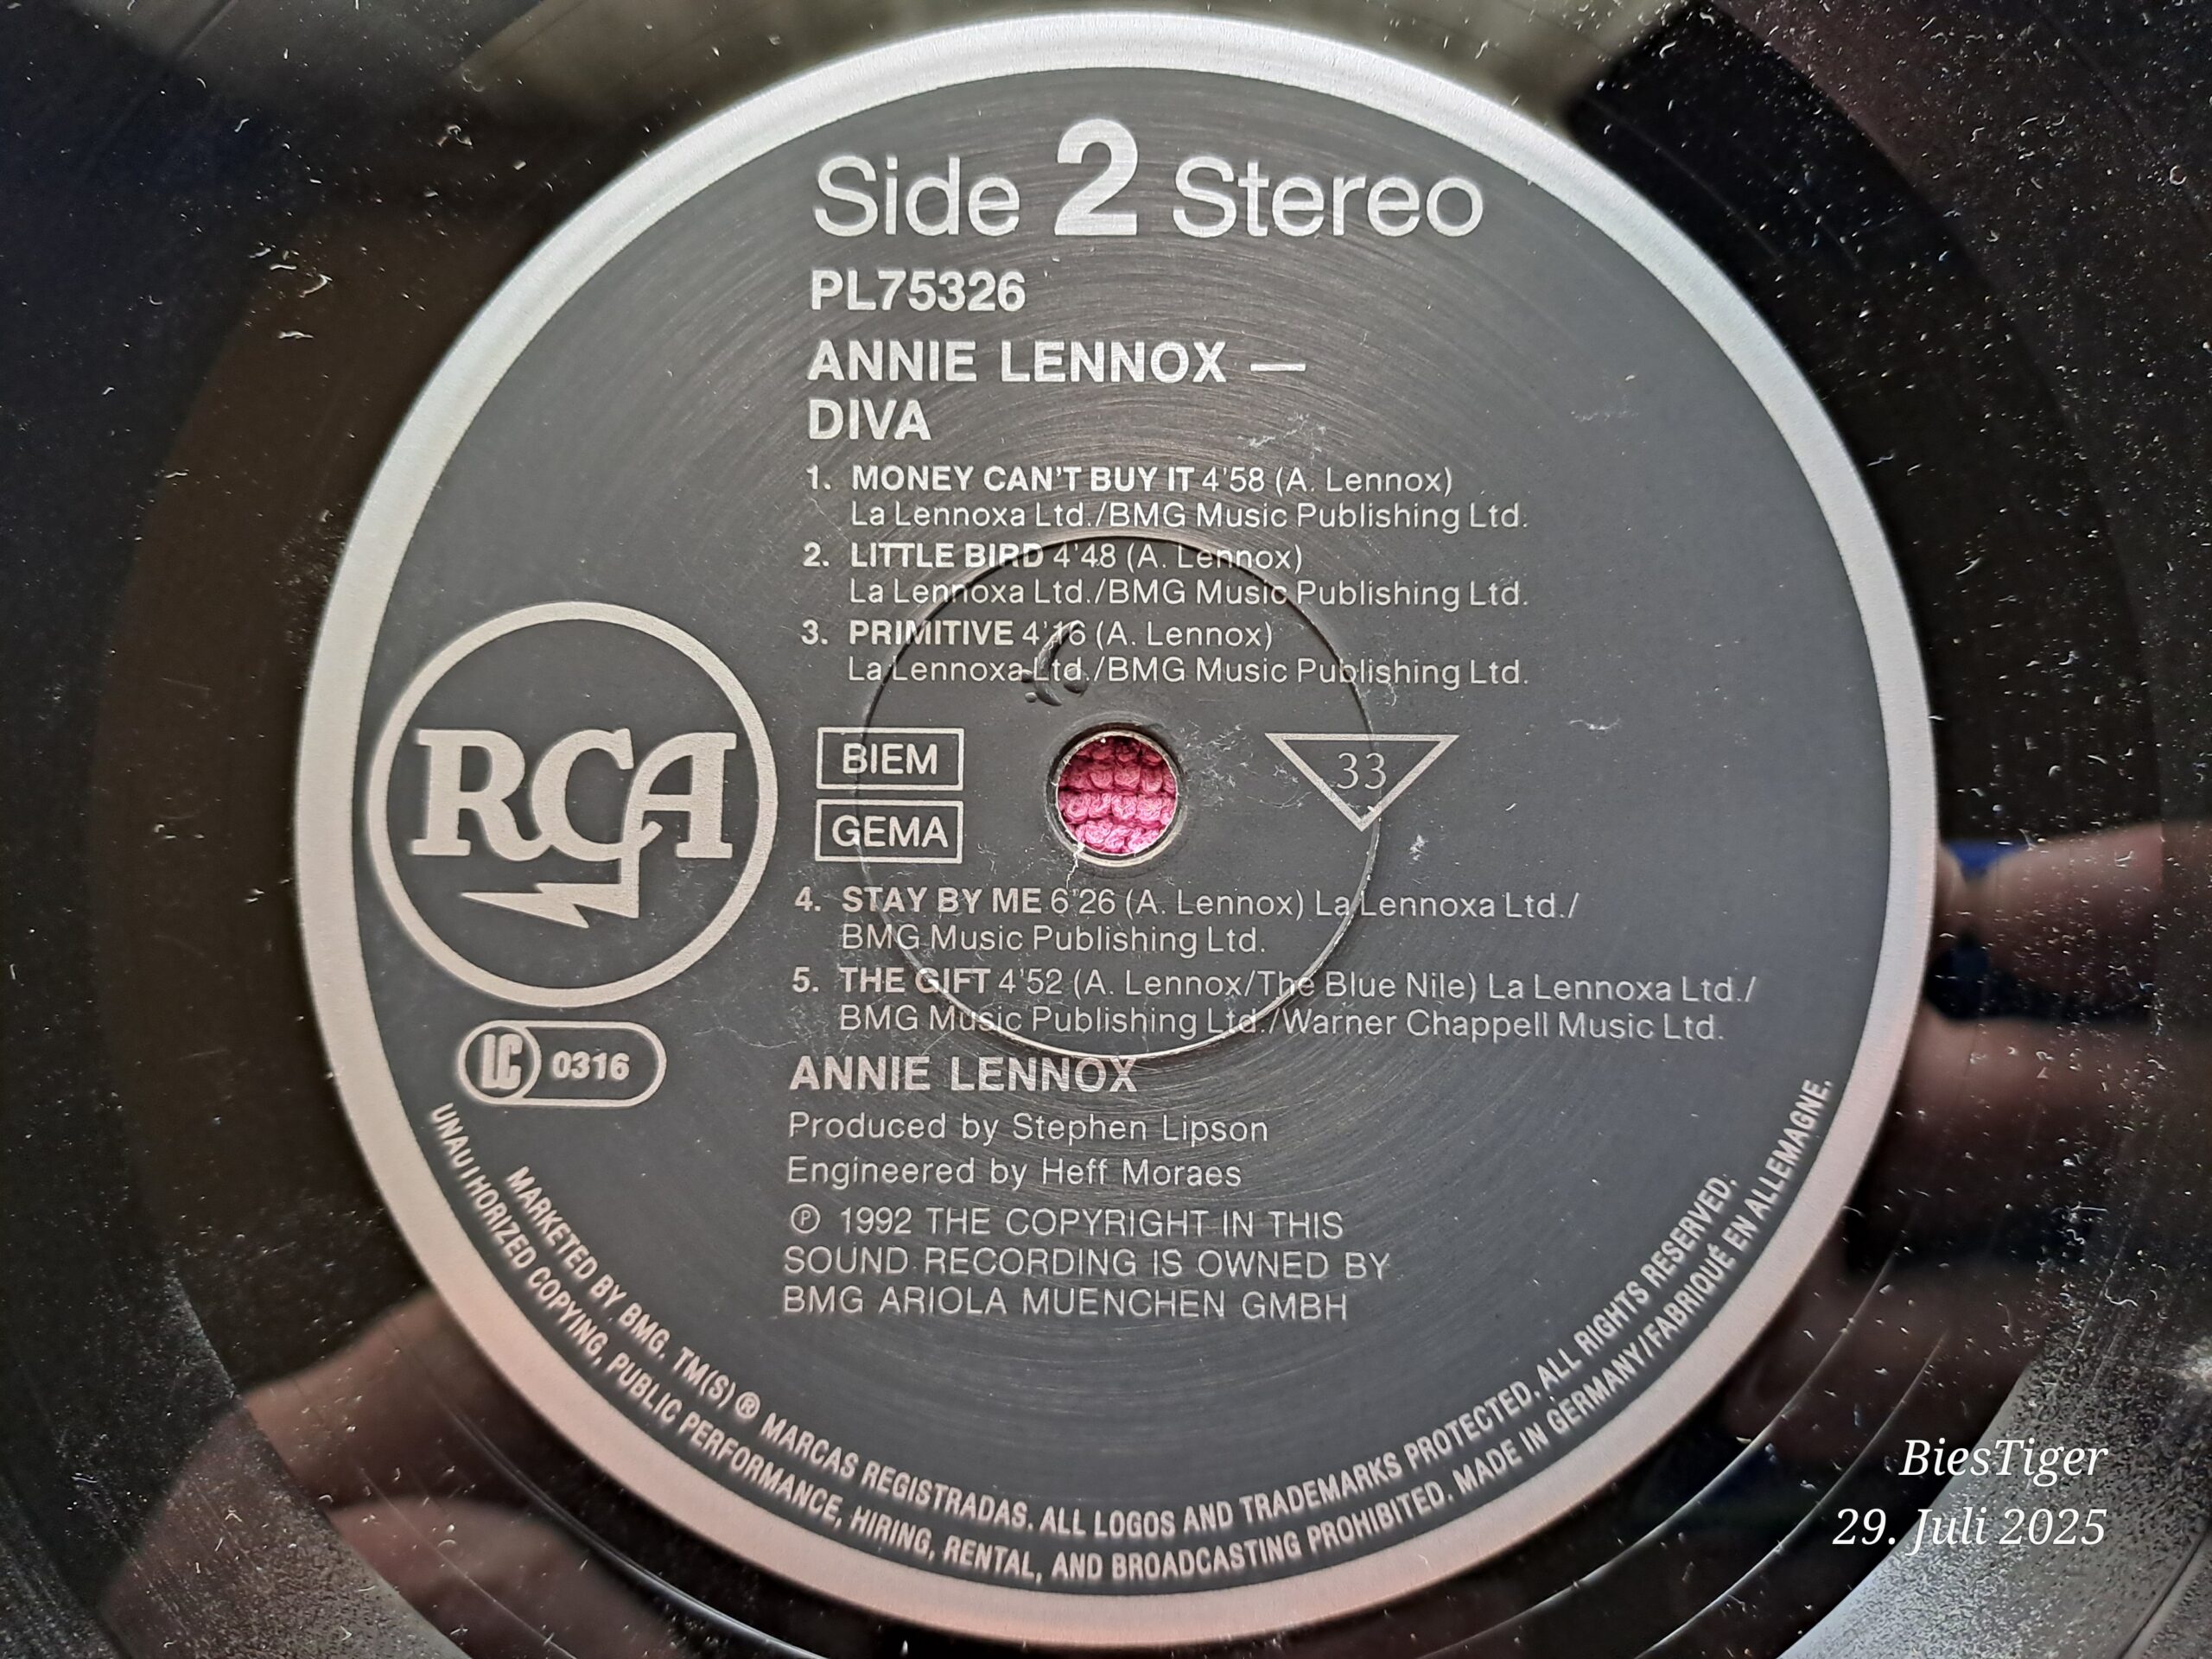 Side 2 Stereo
PL75326
ANNIE LENNOX —
DIVA
1. MONEY CAN'T BUY IT 4'58 (A. Lennox)
La Lennoxa Ltd./BMG Music Publishing Ltd.
2. LITTLE BIRD 4'48 (A. Lennox)
La Lennoxa Ltd./BMG Music Publishing Ltd.
3. PRIMITIVE 4'16 (A. Lennox)
La Lennoxa Ltd./BMG Music Publishing Ltd.
RCA
BIEM
GEMA
33
4. STAY BY ME 6'26 (A. Lennox) La Lennoxa Ltd./
BMG Music Publishing Ltd.
5. THE GIFT 4'52 (A. Lennox/The Blue Nile) La Lennoxa Ltd./
BMG Music Publishing Ltd./Warner Chappell Music Ltd.
LC 0316
ANNIE LENNOX
Produced by Stephen Lipson
Engineered by Heff Moraes
℗ 1992 THE COPYRIGHT IN THIS
SOUND RECORDING IS OWNED BY
BMG ARIOLA MUENCHEN GMBH
MARKETED BY BMG. TM(S) ® MARCAS REGISTRADAS. ALL LOGOS AND TRADEMARKS PROTECTED. ALL RIGHTS RESERVED.
UNAUTHORIZED COPYING, PUBLIC PERFORMANCE, HIRING, RENTAL, AND BROADCASTING PROHIBITED. MADE IN GERMANY/FABRIQUÉ EN ALLEMAGNE.
BiesTiger
29. Juli 2025